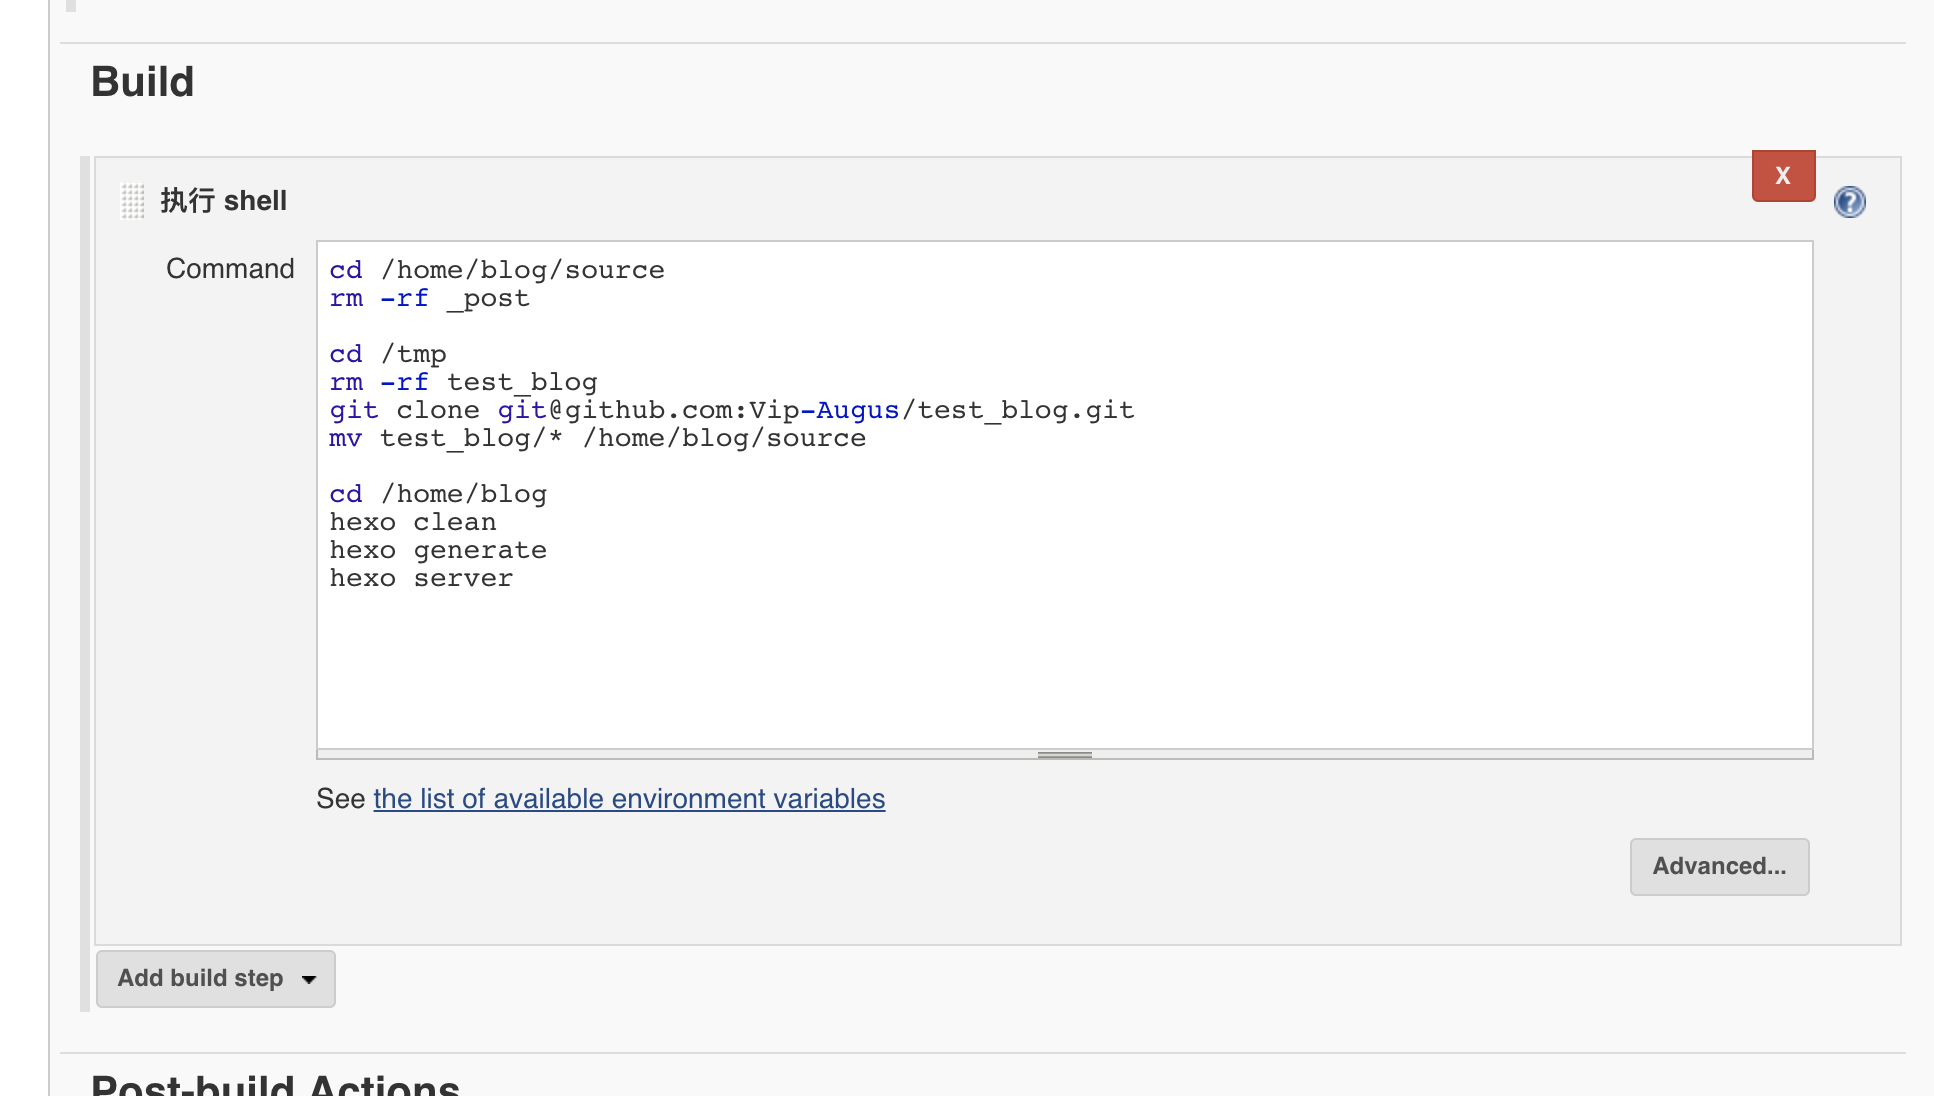 Build
执行 shell
X
Command
cd /home/blog/source
rm -rf _post
cd /tmp
rm -rf test_blog
git clone git@github.com:Vip-Augus/test_blog.git
mv test_blog/* /home/blog/source
cd /home/blog
hexo clean
hexo generate
hexo server
See the list of available environment variables
Advanced...
Add build step
Post-build Actions